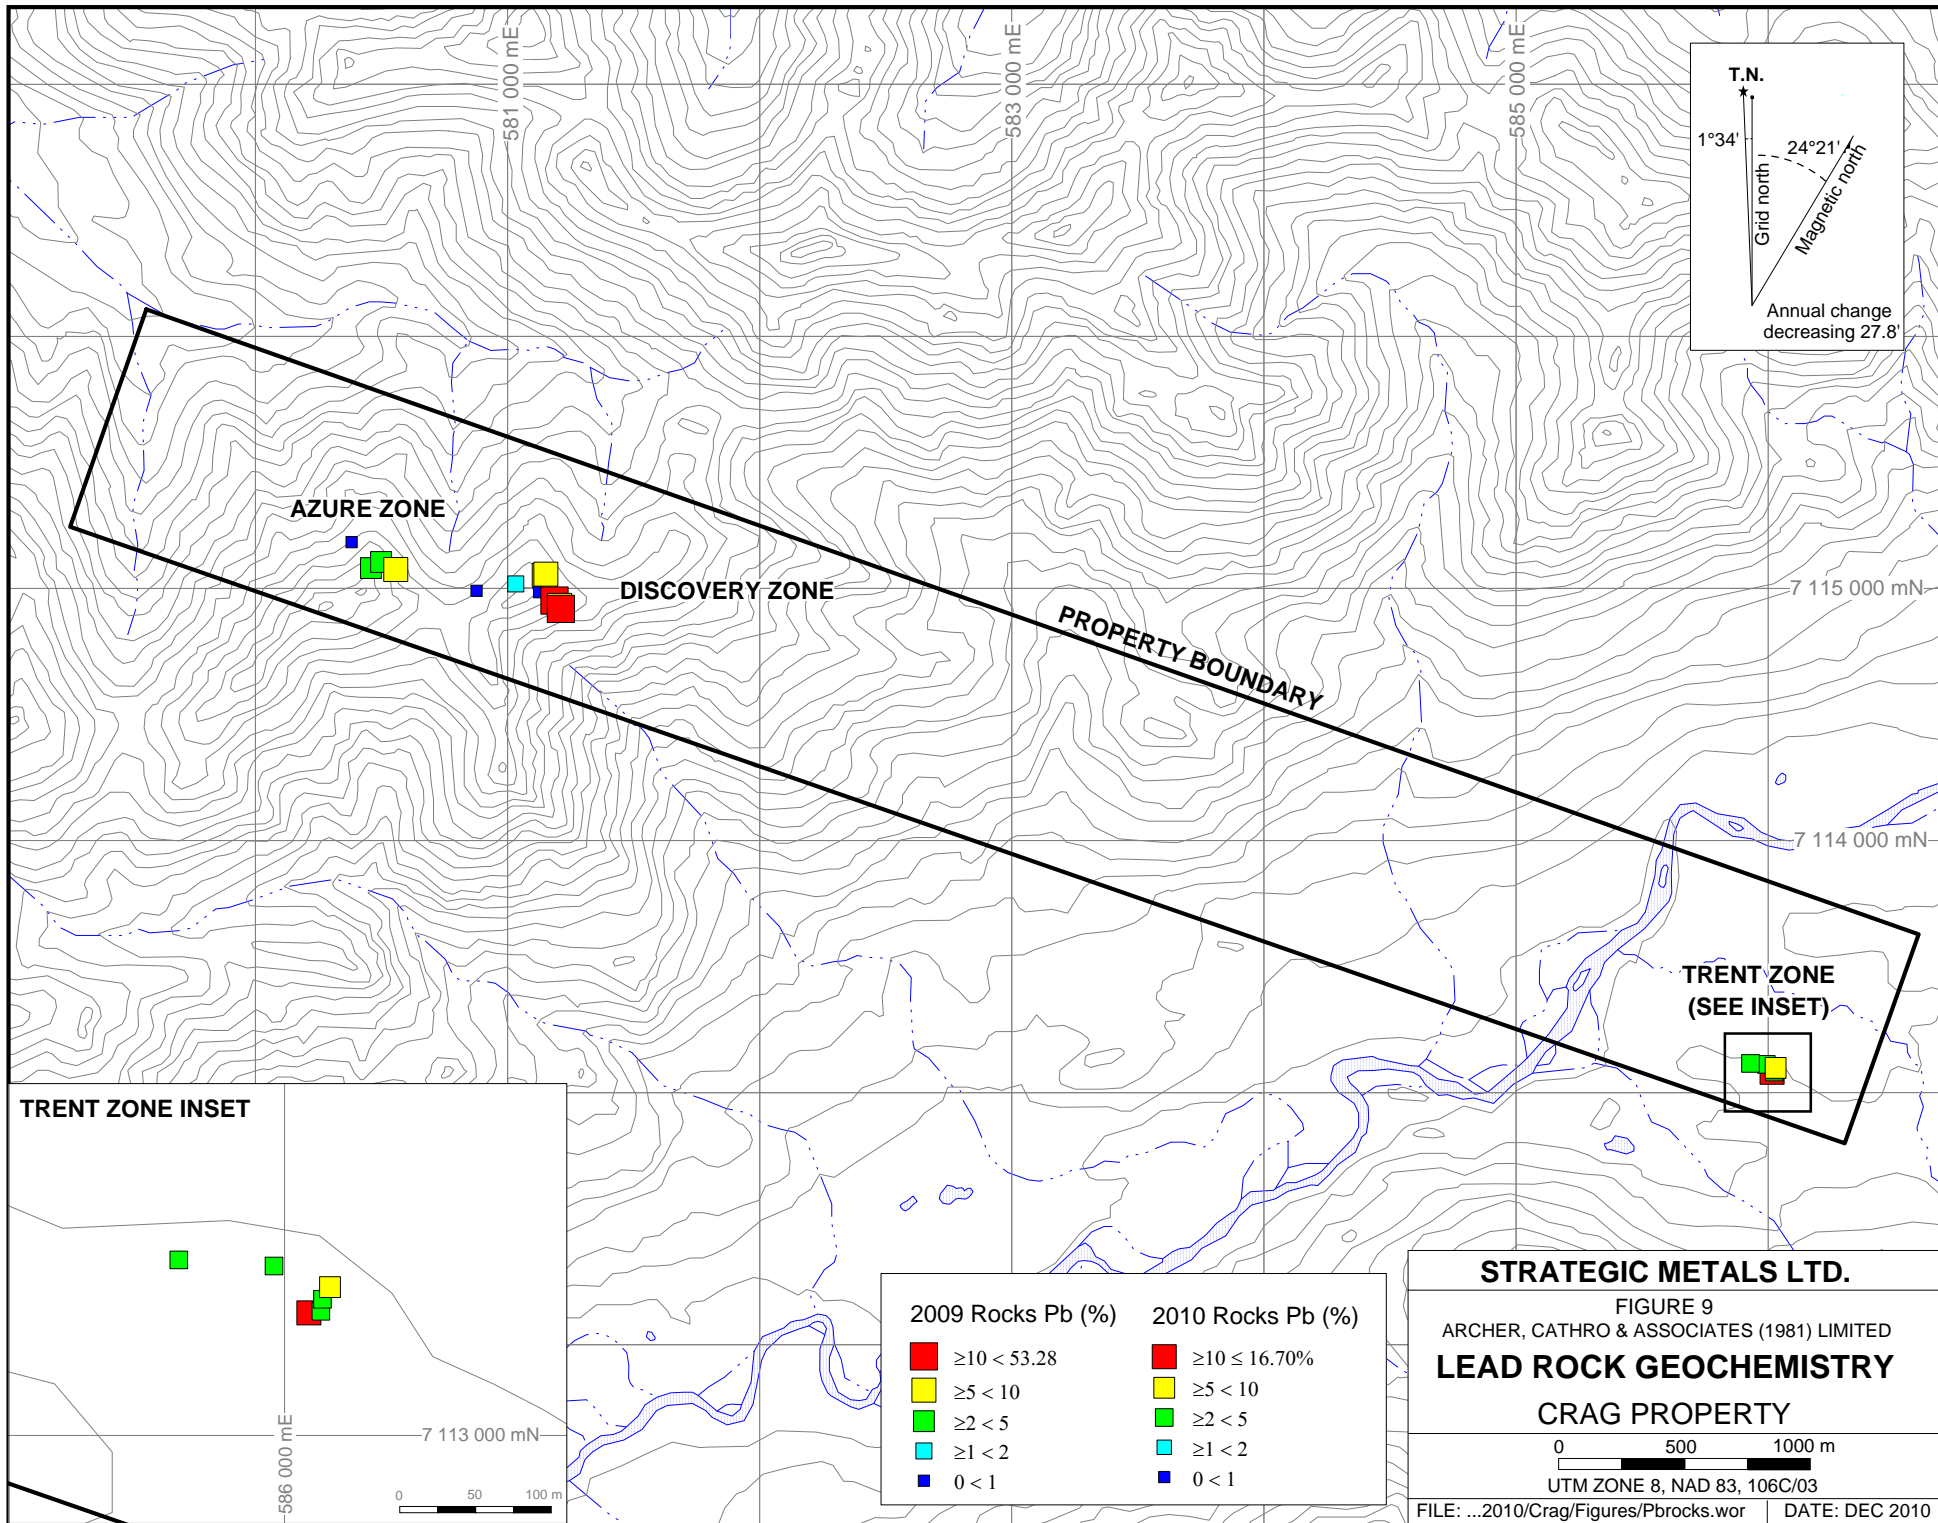 581 000 mE
583 000 mE
585 000 mE
T.N.
1°34'
24°21'
Grid north
Magnetic north
Annual change
decreasing 27.8'
AZURE ZONE
DISCOVERY ZONE
7 115 000 mN
PROPERTY BOUNDARY
7 114 000 mN
TRENT ZONE
(SEE INSET)
TRENT ZONE INSET
7 113 000 mN
586 000 mE
0 50 100 m
2009 Rocks Pb (%)
≥10 < 53.28
≥5 < 10
≥2 < 5
≥1 < 2
0 < 1
2010 Rocks Pb (%)
≥10 ≤ 16.70%
≥5 < 10
≥2 < 5
≥1 < 2
0 < 1
STRATEGIC METALS LTD.
FIGURE 9
ARCHER, CATHRO & ASSOCIATES (1981) LIMITED
LEAD ROCK GEOCHEMISTRY
CRAG PROPERTY
0 500 1000 m
UTM ZONE 8, NAD 83, 106C/03
FILE: ...2010/Crag/Figures/Pbrocks.wor DATE: DEC 2010